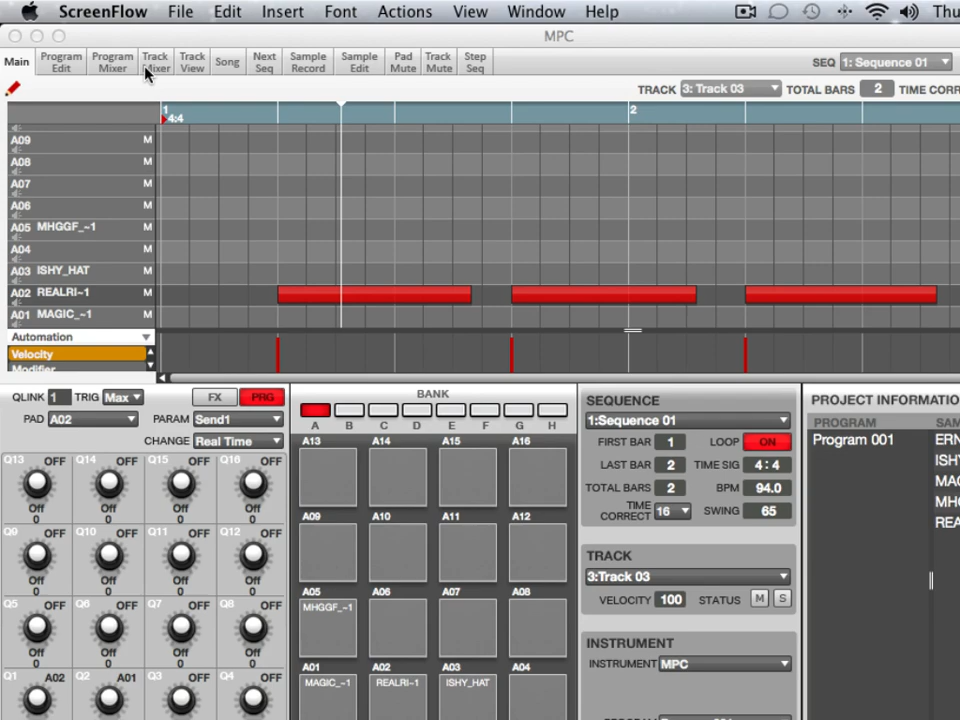 ScreenFlow File Edit Insert Font Actions View Window Help Thu
MPC
Main Program Edit Program Mixer Track Mixer Track View Song Next Seq Sample Record Sample Edit Pad Mute Track Mute Step Seq SEQ 1: Sequence 01
TRACK 3: Track 03 TOTAL BARS 2 TIME CORR
1 2
4:4
A09 M
A08 M
A07 M
A06 M
A05 MHGGF_~1 M
A04 M
A03 ISHY_HAT M
A02 REALRI~1 M
A01 MAGIC_~1 M
Automation
Velocity
Modifier
QLINK 1 TRIG Max FX PRG
PAD A02 PARAM Send1
CHANGE Real Time
Q13 OFF Q14 OFF Q15 OFF Q16 OFF
Off Off Off Off
0 0 0 0
Q9 OFF Q10 OFF Q11 OFF Q12 OFF
Off Off Off Off
0 0 0 0
Q5 OFF Q6 OFF Q7 OFF Q8 OFF
Off Off Off Off
0 0 0 0
Q1 A02 Q2 A01 Q3 OFF Q4 OFF
BANK
A B C D E F G H
A13 A14 A15 A16
A09 A10 A11 A12
A05 A06 A07 A08
MHGGF_~1
A01 A02 A03 A04
MAGIC_~1 REALRI~1 ISHY_HAT
SEQUENCE
1:Sequence 01
FIRST BAR 1 LOOP ON
LAST BAR 2 TIME SIG 4:4
TOTAL BARS 2 BPM 94.0
TIME CORRECT 16 SWING 65
TRACK
3:Track 03
VELOCITY 100 STATUS M S
INSTRUMENT
INSTRUMENT MPC
PROJECT INFORMATIO
PROGRAM SAM
Program 001 ERN
ISHY
MAG
MHG
REA